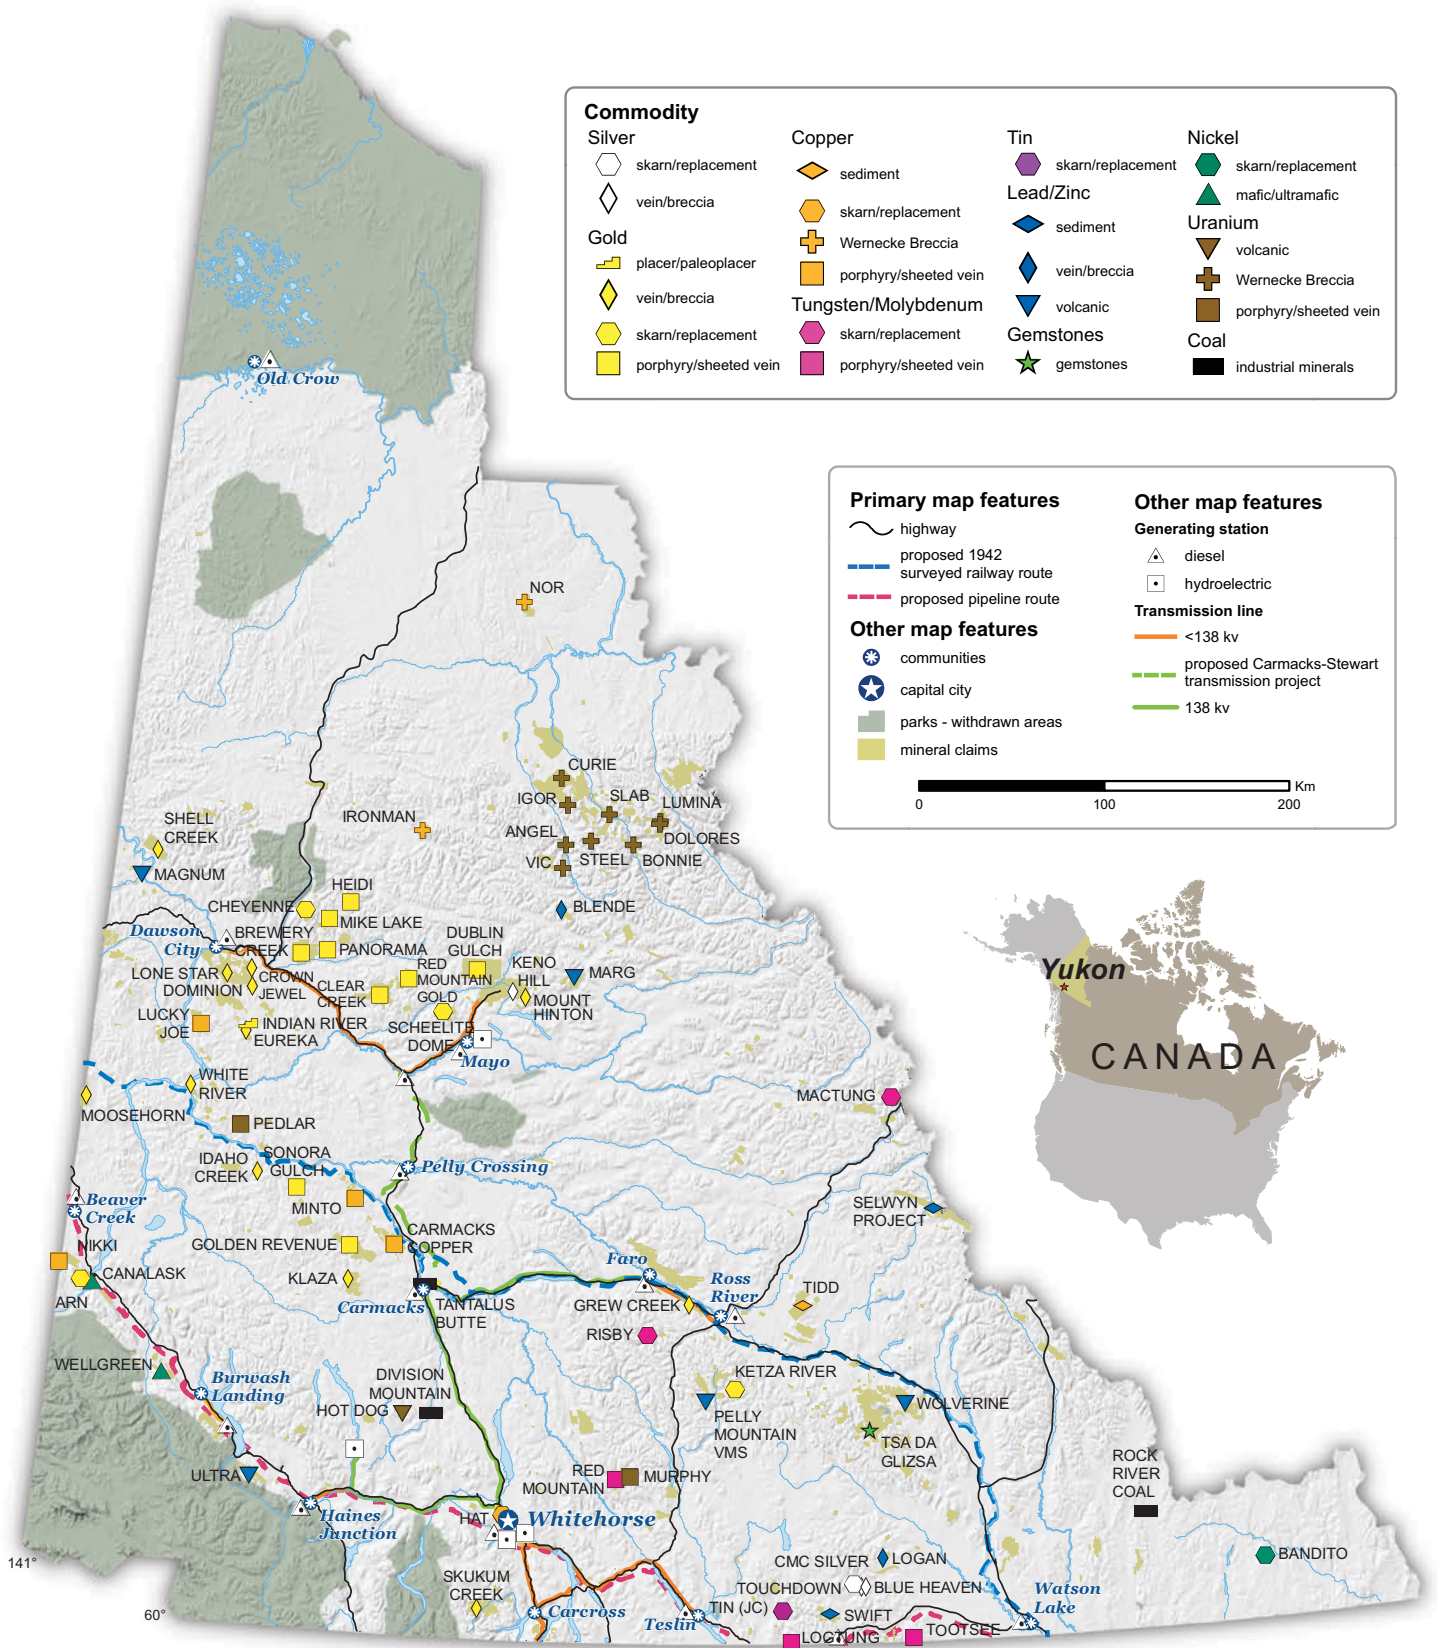 Commodity
Silver
skarn/replacement
vein/breccia
Gold
placer/paleoplacer
vein/breccia
skarn/replacement
porphyry/sheeted vein
Copper
sediment
skarn/replacement
Wernecke Breccia
porphyry/sheeted vein
Tungsten/Molybdenum
skarn/replacement
porphyry/sheeted vein
Tin
skarn/replacement
Lead/Zinc
sediment
vein/breccia
volcanic
Gemstones
gemstones
Nickel
skarn/replacement
mafic/ultramafic
Uranium
volcanic
Wernecke Breccia
porphyry/sheeted vein
Coal
industrial minerals
Primary map features
highway
proposed 1942
surveyed railway route
proposed pipeline route
Other map features
communities
capital city
parks - withdrawn areas
mineral claims
Other map features
Generating station
diesel
hydroelectric
Transmission line
<138 kv
proposed Carmacks-Stewart
transmission project
138 kv
Km
0
100
200
Yukon
CANADA
Old Crow
NOR
CURIE
IGOR
SLAB
LUMINA
IRONMAN
ANGEL
DOLORES
VIC
STEEL
BONNIE
SHELL
CREEK
MAGNUM
HEIDI
CHEYENNE
MIKE LAKE
BLENDE
Dawson
City
BREWERY
CREEK
PANORAMA
DUBLIN
GULCH
LONE STAR
DOMINION
CROWN
JEWEL
CLEAR
CREEK
RED
MOUNTAIN
GOLD
KENO
HILL
MARG
MOUNT
HINTON
LUCKY
JOE
INDIAN RIVER
EUREKA
SCHEELITE
DOME
Mayo
WHITE
RIVER
MOOSEHORN
PEDLAR
MACTUNG
IDAHO
CREEK
SONORA
GULCH
Pelly Crossing
Beaver
Creek
MINTO
SELWYN
PROJECT
NIKKI
GOLDEN REVENUE
CARMACKS
COPPER
CANALASK
KLAZA
ARN
Carmacks
TANTALUS
BUTTE
Faro
Ross
River
GREW CREEK
TIDD
RISBY
WELLGREEN
Burwash
Landing
DIVISION
MOUNTAIN
HOT DOG
KETZA RIVER
PELLY
MOUNTAIN
VMS
WOLVERINE
TSA DA
GLIZSA
ULTRA
RED
MOUNTAIN
MURPHY
ROCK
RIVER
COAL
Haines
Junction
HAT
Whitehorse
BANDITO
141°
60°
SKUKUM
CREEK
Carcross
Teslin
CMC SILVER
LOGAN
TOUCHDOWN
BLUE HEAVEN
TIN (JC)
SWIFT
LOGTUNG
TOOTSEE
Watson
Lake